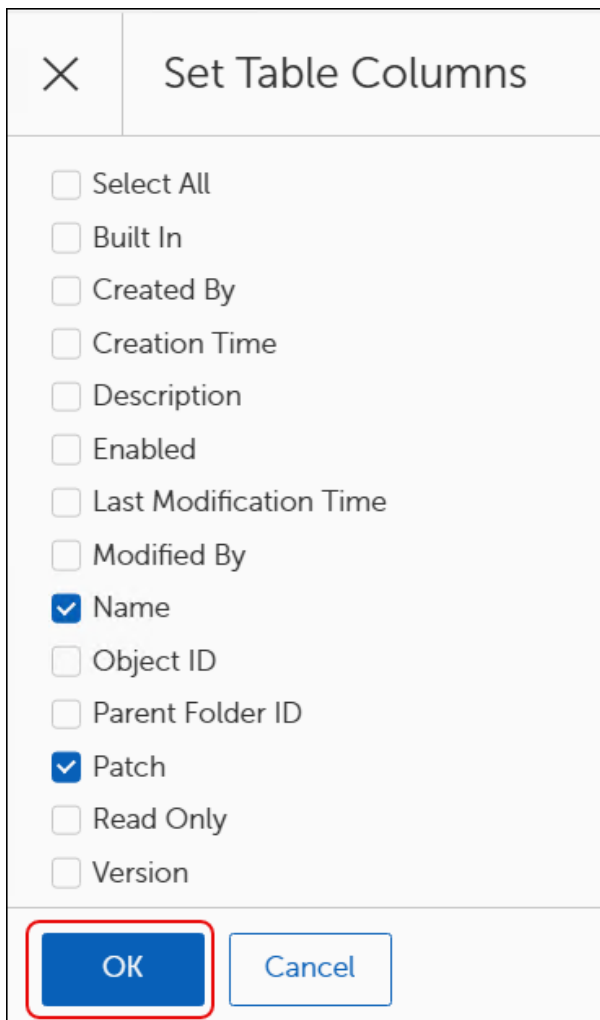 Set Table Columns
Select All
Built In
Created By
Creation Time
Description
Enabled
Last Modification Time
Modified By
Name
Object ID
Parent Folder ID
Patch
Read Only
Version
OK Cancel